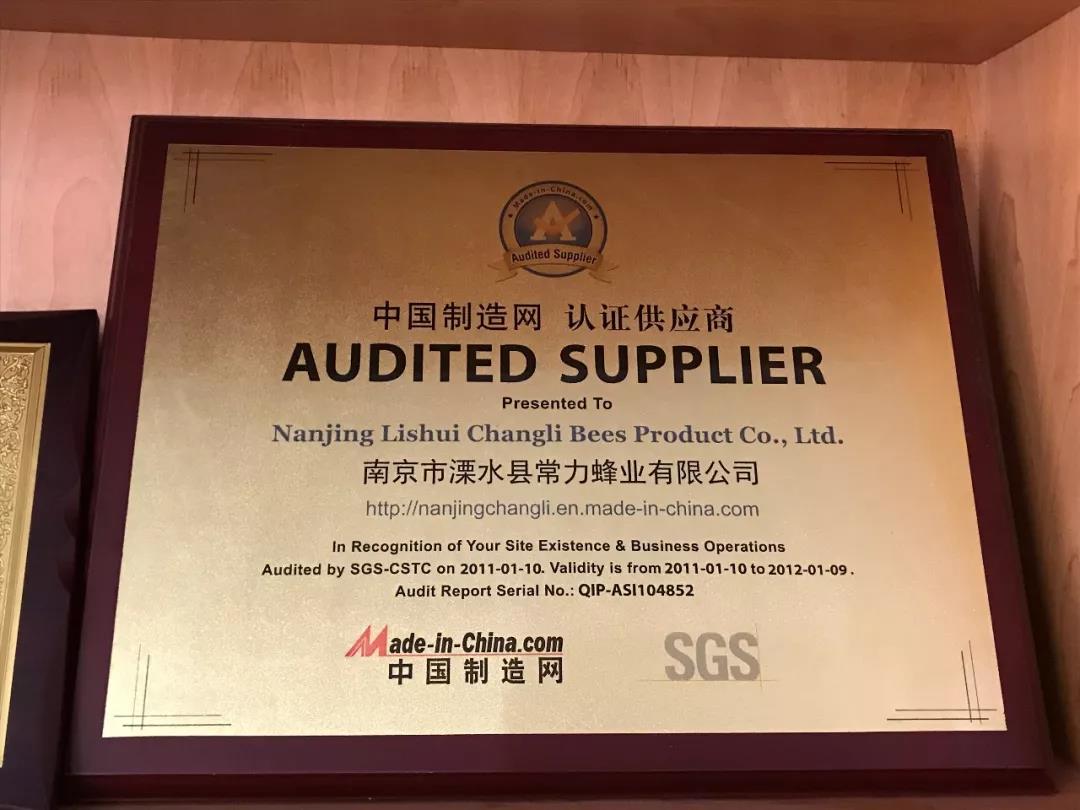 Made-in-China.com
Audited Supplier
中国制造网 认证供应商
AUDITED SUPPLIER
Presented To
Nanjing Lishui Changli Bees Product Co., Ltd.
南京市溧水县常力蜂业有限公司
http://nanjingchangli.en.made-in-china.com
In Recognition of Your Site Existence & Business Operations
Audited by SGS-CSTC on 2011-01-10. Validity is from 2011-01-10 to 2012-01-09.
Audit Report Serial No.: QIP-ASI104852
Made-in-China.com
中国制造网
SGS